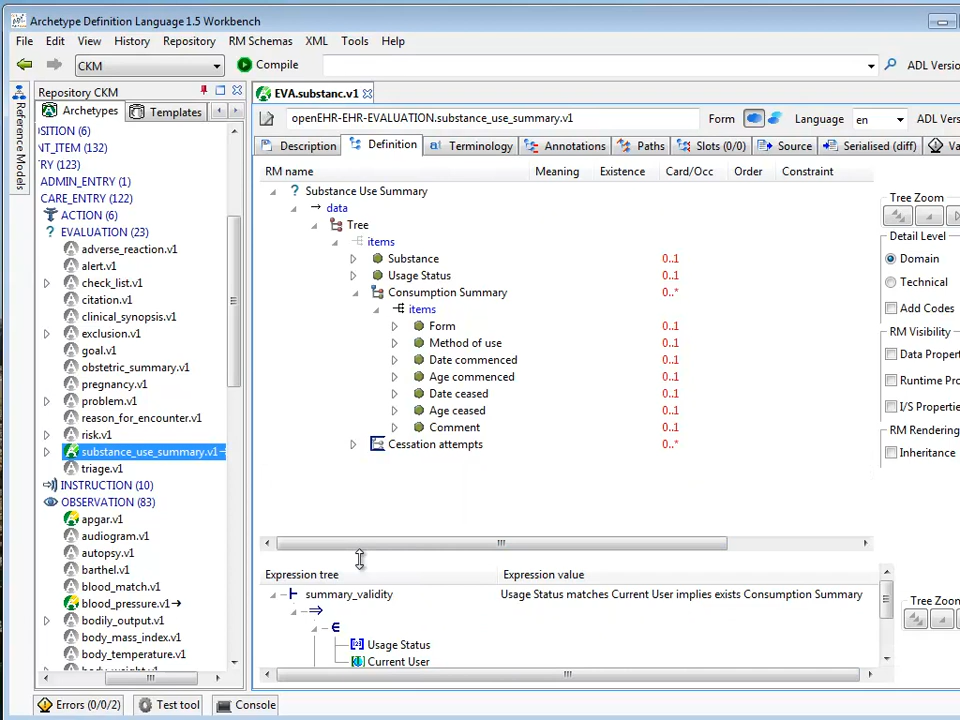 Archetype Definition Language 1.5 Workbench
File Edit View History Repository RM Schemas XML Tools Help
CKM Compile ADL Versio
Reference Models
Repository CKM
Archetypes Templates
SITION (6)
NT_ITEM (132)
RY (123)
ADMIN_ENTRY (1)
CARE_ENTRY (122)
ACTION (6)
EVALUATION (23)
adverse_reaction.v1
alert.v1
check_list.v1
citation.v1
clinical_synopsis.v1
exclusion.v1
goal.v1
obstetric_summary.v1
pregnancy.v1
problem.v1
reason_for_encounter.v1
risk.v1
substance_use_summary.v1→
triage.v1
INSTRUCTION (10)
OBSERVATION (83)
apgar.v1
audiogram.v1
autopsy.v1
barthel.v1
blood_match.v1
blood_pressure.v1→
bodily_output.v1
body_mass_index.v1
body_temperature.v1
body_weight.v1
EVA.substanc.v1
openEHR-EHR-EVALUATION.substance_use_summary.v1 Form Language en ADL Ver
Description Definition Terminology Annotations Paths Slots (0/0) Source Serialised (diff) Va
RM name Meaning Existence Card/Occ Order Constraint
Substance Use Summary
data
Tree
items
Substance 0..1
Usage Status 0..1
Consumption Summary 0..*
items
Form 0..1
Method of use 0..1
Date commenced 0..1
Age commenced 0..1
Date ceased 0..1
Age ceased 0..1
Comment 0..1
Cessation attempts 0..*
Tree Zoom
Detail Level
Domain
Technical
Add Codes
RM Visibility
Data Prope
Runtime Pro
I/S Propertie
RM Rendering
Inheritance
Expression tree Expression value
summary_validity Usage Status matches Current User implies exists Consumption Summary
⇒
∈
Usage Status
Current User
Tree Zoo
Errors (0/0/2) Test tool Console